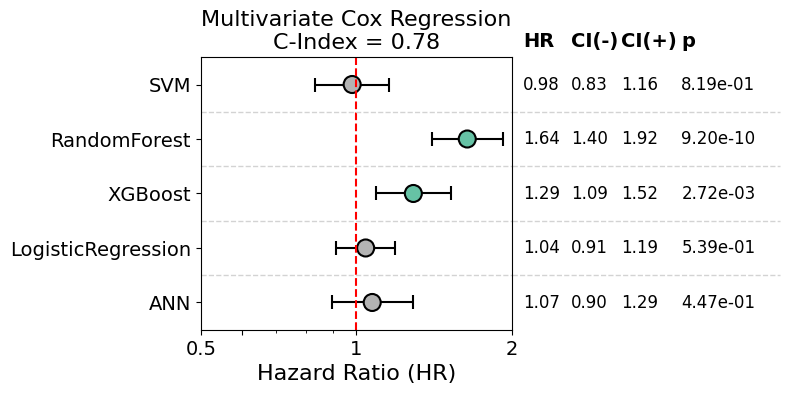 Multivariate Cox Regression
C-Index = 0.78
HR CI(-) CI(+) p
SVM 0.98 0.83 1.16 8.19e-01
RandomForest 1.64 1.40 1.92 9.20e-10
XGBoost 1.29 1.09 1.52 2.72e-03
LogisticRegression 1.04 0.91 1.19 5.39e-01
ANN 1.07 0.90 1.29 4.47e-01
0.5 1 2
Hazard Ratio (HR)